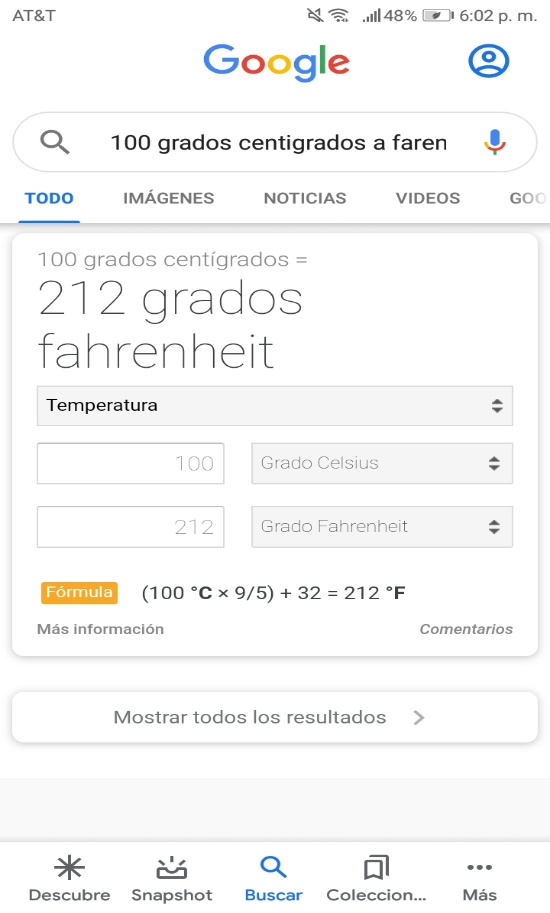 AT&T 48% 6:02 p. m.
Google
100 grados centigrados a faren
TODO IMÁGENES NOTICIAS VIDEOS GOO
100 grados centígrados =
212 grados
fahrenheit
Temperatura
100 Grado Celsius
212 Grado Fahrenheit
Fórmula (100 °C × 9/5) + 32 = 212 °F
Más información Comentarios
Mostrar todos los resultados
Descubre Snapshot Buscar Coleccion... Más